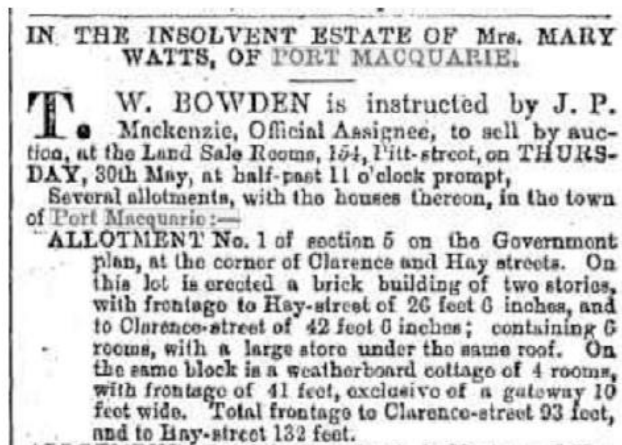 IN THE INSOLVENT ESTATE OF Mrs. MARY
WATTS, OF PORT MACQUARIE.
T. W. BOWDEN is instructed by J. P.
Mackenzie, Official Assignee, to sell by auc-
tion, at the Land Sale Rooms, 154, Pitt-street, on THURS-
DAY, 30th May, at half-past 11 o'clock prompt,
Several allotments, with the houses thereon, in the town
of Port Macquarie:—
ALLOTMENT No. 1 of section 5 on the Government
plan, at the corner of Clarence and Hay streets. On
this lot is erected a brick building of two stories,
with frontage to Hay-street of 26 feet 6 inches, and
to Clarence-street of 42 feet 6 inches; containing 6
rooms, with a large store under the same roof. On
the same block is a weatherboard cottage of 4 rooms,
with frontage of 41 feet, exclusive of a gateway 10
feet wide. Total frontage to Clarence-street 93 feet,
and to Hay-street 132 feet.